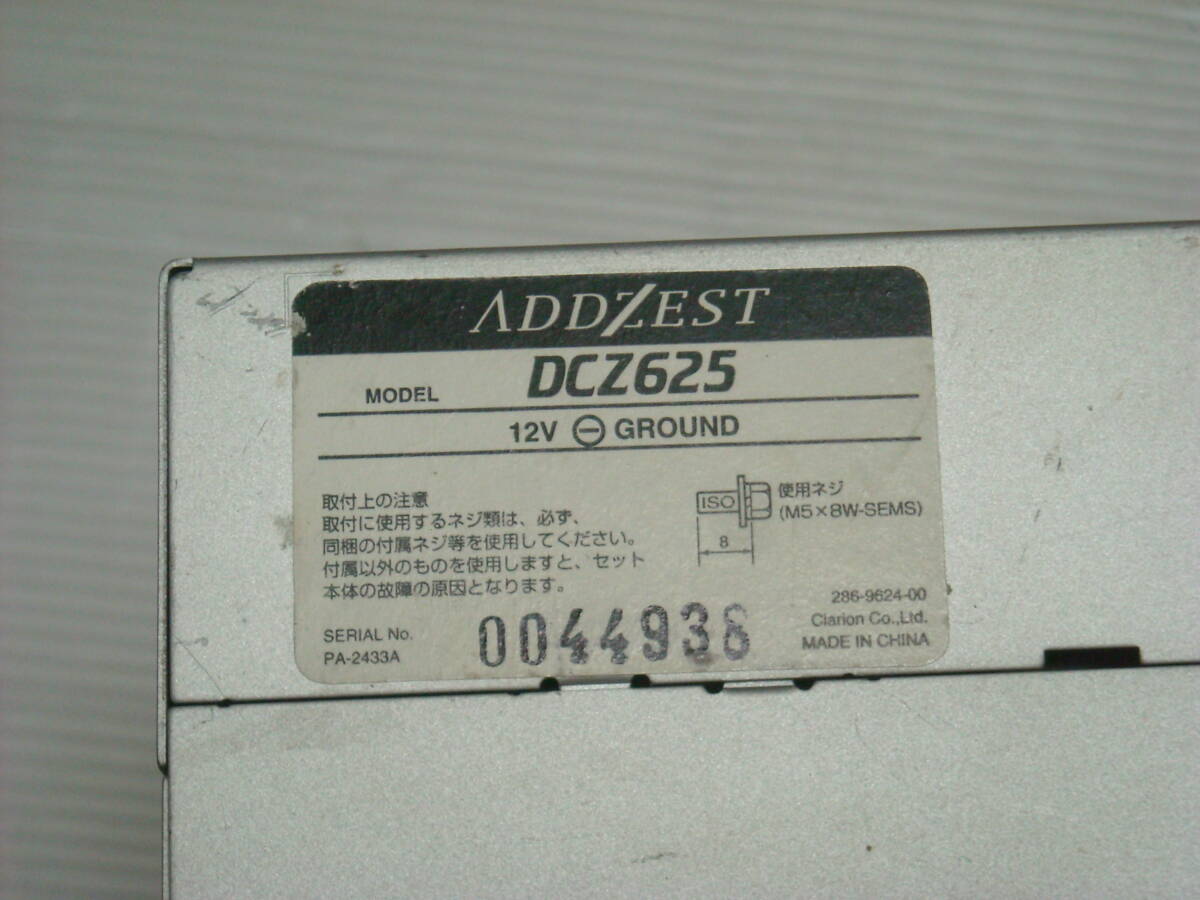 ADDZEST
MODEL DCZ625
12V ⊖ GROUND
取付上の注意
取付に使用するネジ類は、必ず、
同梱の付属ネジ等を使用してください。
付属以外のものを使用しますと、セット
本体の故障の原因となります。
ISO
8
使用ネジ
(M5×8W-SEMS)
SERIAL No.
PA-2433A
0044938
286-9624-00
Clarion Co.,Ltd.
MADE IN CHINA